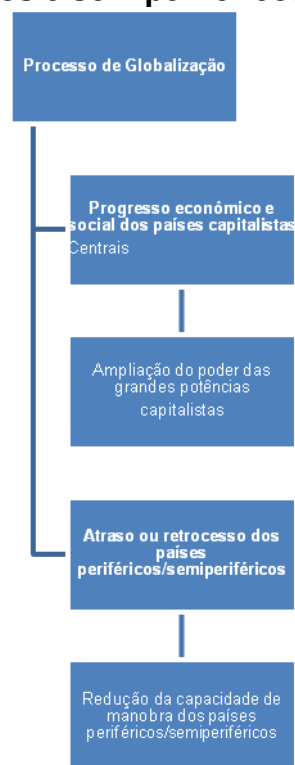 Processo de Globalização
Progresso económico e
social dos países capitalistas
Centrais
Ampliação do poder das
grandes potências
capitalistas
Atraso ou retrocesso dos
países
periféricos/semiperiféricos
Redução da capacidade de
manobra dos países
periféricos/semiperiféricos